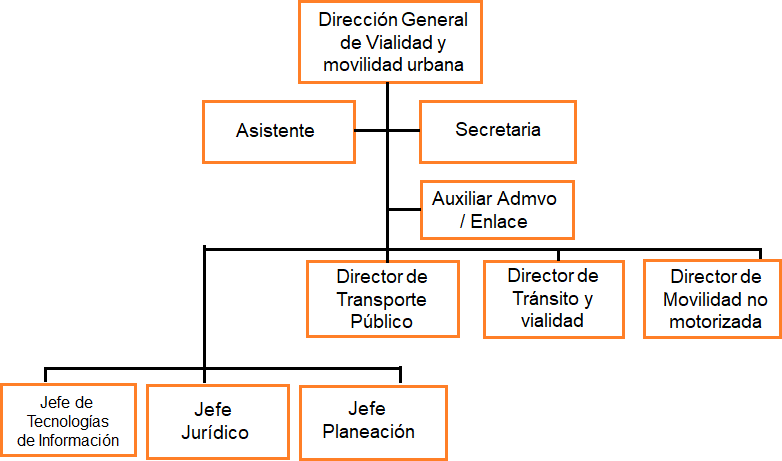 Dirección General
de Vialidad y
movilidad urbana
Asistente
Secretaria
Auxiliar Admvo
/ Enlace
Director de
Transporte
Público
Director de
Tránsito y
vialidad
Director de
Movilidad no
motorizada
Jefe de
Tecnologías
de Información
Jefe
Jurídico
Jefe
Planeación